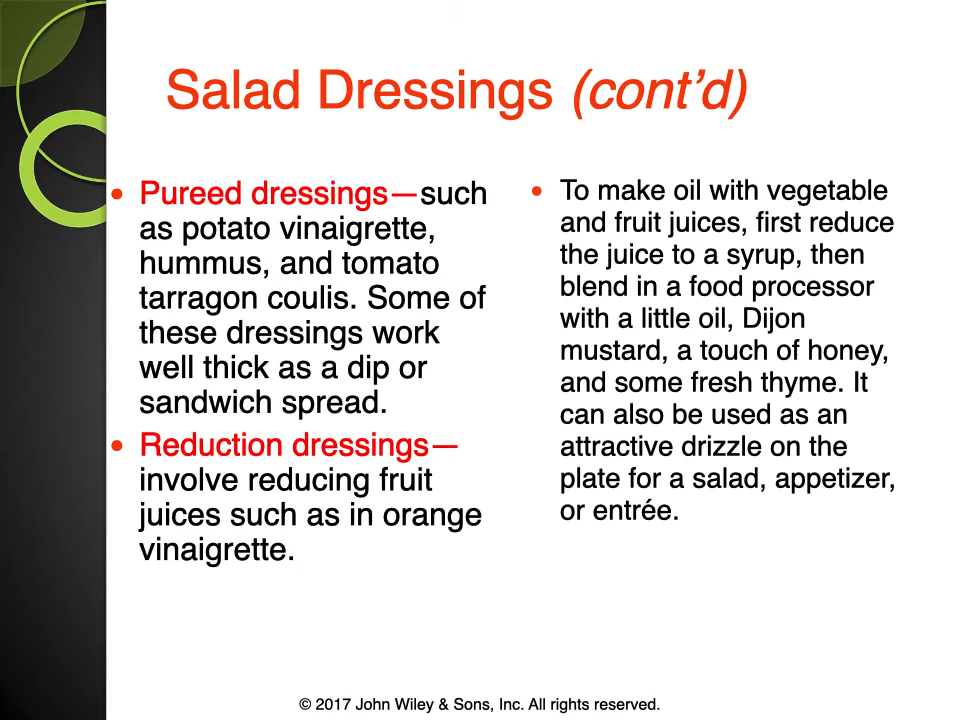 Salad Dressings (cont’d)
• Pureed dressings—such
as potato vinaigrette,
hummus, and tomato
tarragon coulis. Some of
these dressings work
well thick as a dip or
sandwich spread.
• Reduction dressings—
involve reducing fruit
juices such as in orange
vinaigrette.
• To make oil with vegetable
and fruit juices, first reduce
the juice to a syrup, then
blend in a food processor
with a little oil, Dijon
mustard, a touch of honey,
and some fresh thyme. It
can also be used as an
attractive drizzle on the
plate for a salad, appetizer,
or entrée.
© 2017 John Wiley & Sons, Inc. All rights reserved.